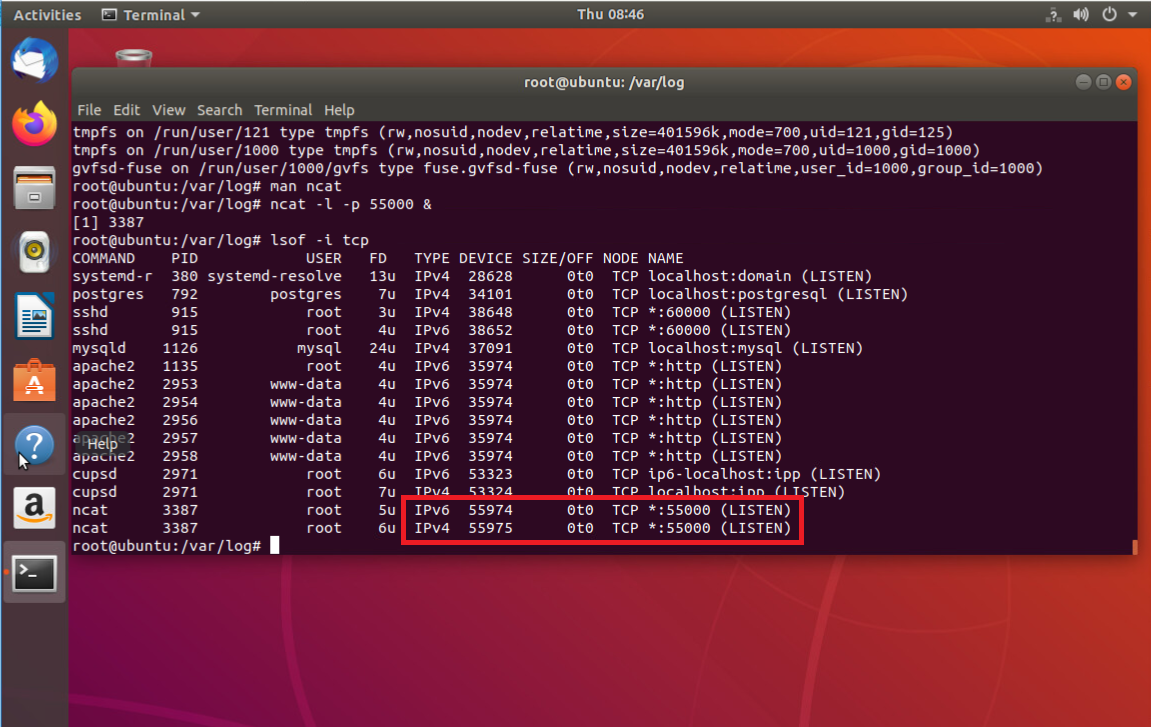 Activities Terminal Thu 08:46
root@ubuntu: /var/log
File Edit View Search Terminal Help
tmpfs on /run/user/121 type tmpfs (rw,nosuid,nodev,relatime,size=401596k,mode=700,uid=121,gid=125)
tmpfs on /run/user/1000 type tmpfs (rw,nosuid,nodev,relatime,size=401596k,mode=700,uid=1000,gid=1000)
gvfsd-fuse on /run/user/1000/gvfs type fuse.gvfsd-fuse (rw,nosuid,nodev,relatime,user_id=1000,group_id=1000)
root@ubuntu:/var/log# man ncat
root@ubuntu:/var/log# ncat -l -p 55000 &
[1] 3387
root@ubuntu:/var/log# lsof -i tcp
COMMAND PID USER FD TYPE DEVICE SIZE/OFF NODE NAME
systemd-r 380 systemd-resolve 13u IPv4 28628 0t0 TCP localhost:domain (LISTEN)
postgres 792 postgres 7u IPv4 34101 0t0 TCP localhost:postgresql (LISTEN)
sshd 915 root 3u IPv4 38648 0t0 TCP *:60000 (LISTEN)
sshd 915 root 4u IPv6 38652 0t0 TCP *:60000 (LISTEN)
mysqld 1126 mysql 24u IPv4 37091 0t0 TCP localhost:mysql (LISTEN)
apache2 1135 root 4u IPv6 35974 0t0 TCP *:http (LISTEN)
apache2 2953 www-data 4u IPv6 35974 0t0 TCP *:http (LISTEN)
apache2 2954 www-data 4u IPv6 35974 0t0 TCP *:http (LISTEN)
apache2 2956 www-data 4u IPv6 35974 0t0 TCP *:http (LISTEN)
apache2 2957 www-data 4u IPv6 35974 0t0 TCP *:http (LISTEN)
Help
apache2 2958 www-data 4u IPv6 35974 0t0 TCP *:http (LISTEN)
cupsd 2971 root 6u IPv6 53323 0t0 TCP ip6-localhost:ipp (LISTEN)
cupsd 2971 root 7u IPv4 53324 0t0 TCP localhost:ipp (LISTEN)
ncat 3387 root 5u IPv6 55974 0t0 TCP *:55000 (LISTEN)
ncat 3387 root 6u IPv4 55975 0t0 TCP *:55000 (LISTEN)
root@ubuntu:/var/log#